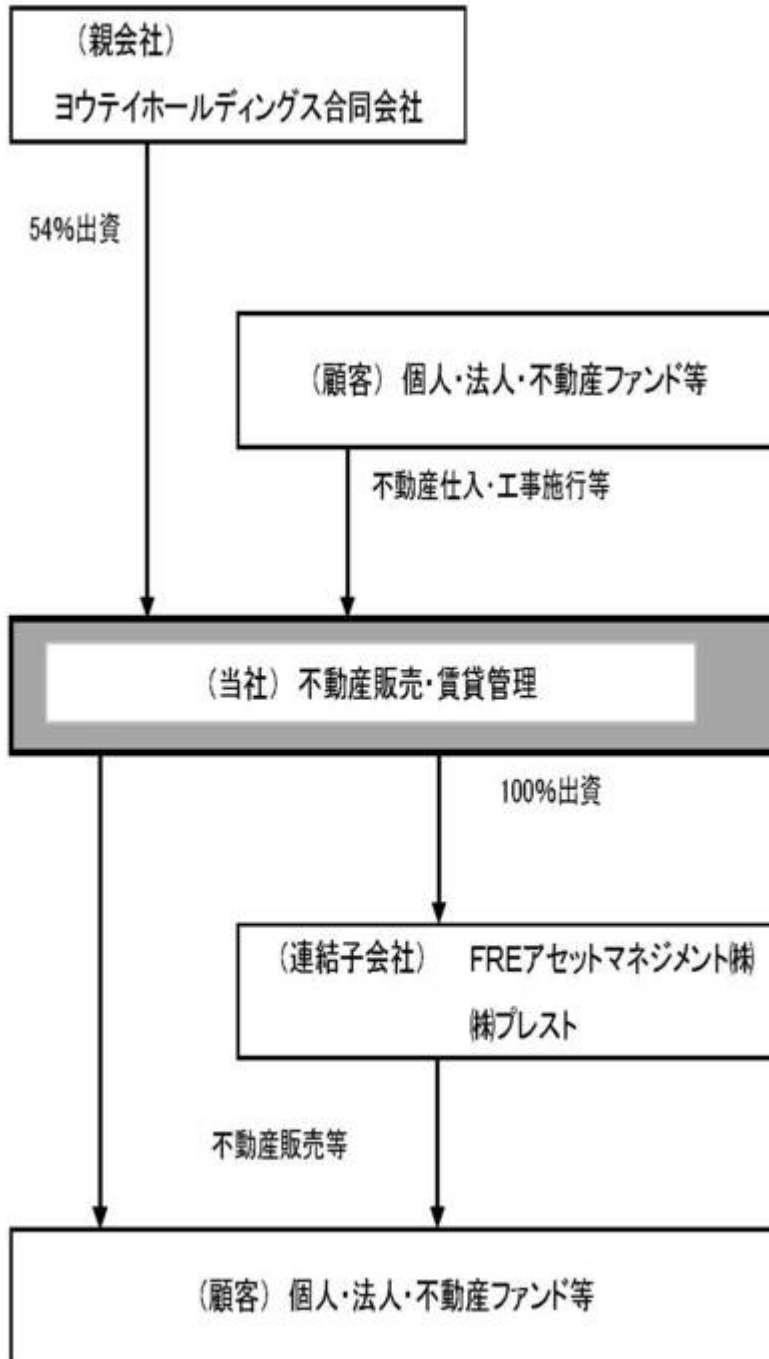 (親会社)
ヨウテイホールディングス合同会社
54%出資
(顧客) 個人・法人・不動産ファンド等
不動産仕入・工事施行等
(当社) 不動産販売・賃貸管理
100%出資
(連結子会社) FREアセットマネジメント㈱
㈱プレスト
不動産販売等
(顧客) 個人・法人・不動産ファンド等